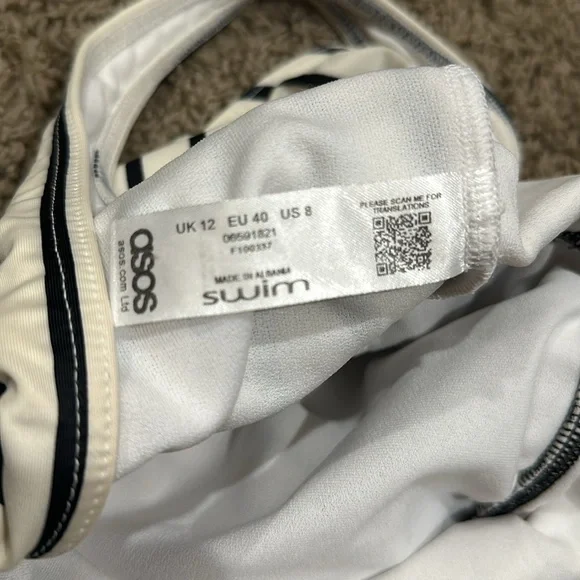 asos
asos.com Ltd
UK 12 EU 40 US 8
06591821
F100337
MADE IN ALBANIA
swim
PLEASE SCAN ME FOR
TRANSLATIONS